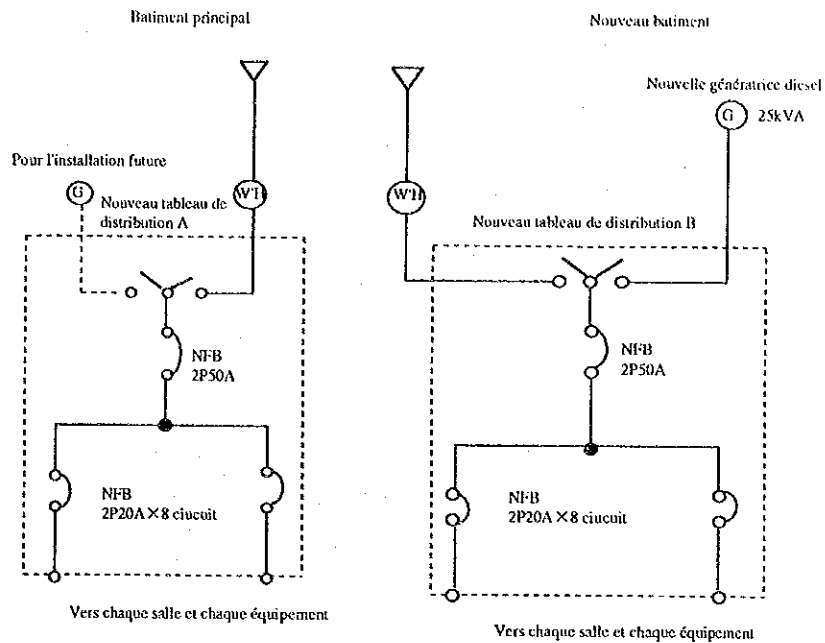 Batiment principal
Nouveau batiment
Nouvelle génératrice diesel
G
25kVA
Pour l'installation future
G
WH
WH
Nouveau tableau de
distribution A
Nouveau tableau de distribution B
NFB
2P50A
NFB
2P50A
NFB
2P20A×8 ciucuit
NFB
2P20A×8 ciucuit
Vers chaque salle et chaque équipement
Vers chaque salle et chaque équipement